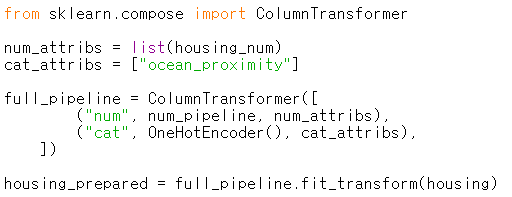 from sklearn.compose import ColumnTransformer

num_attribs = list(housing_num)
cat_attribs = ["ocean_proximity"]

full_pipeline = ColumnTransformer([
        ("num", num_pipeline, num_attribs),
        ("cat", OneHotEncoder(), cat_attribs),
    ])

housing_prepared = full_pipeline.fit_transform(housing)